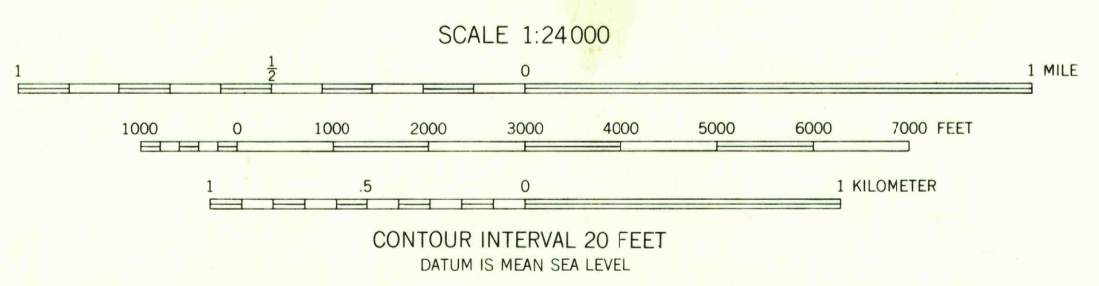 SCALE 1:24000
1 1/2 0 1 MILE
1000 0 1000 2000 3000 4000 5000 6000 7000 FEET
1 .5 0 1 KILOMETER
CONTOUR INTERVAL 20 FEET
DATUM IS MEAN SEA LEVEL